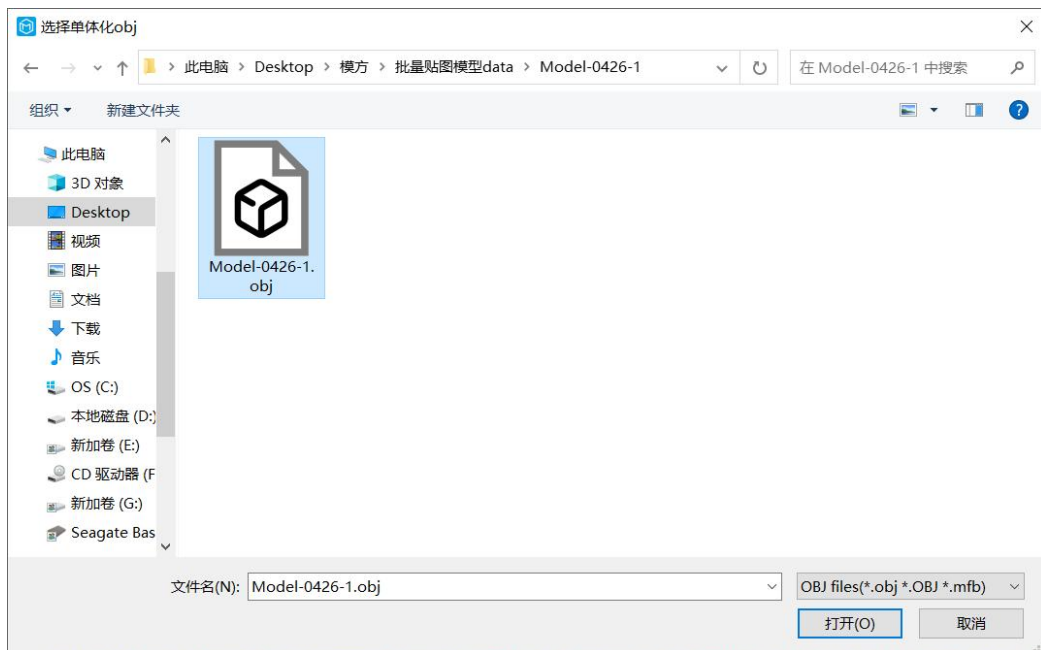 选择单体化obj
此电脑 > Desktop > 模方 > 批量贴图模型data > Model-0426-1
在 Model-0426-1 中搜索
组织
新建文件夹
此电脑
3D 对象
Desktop
视频
图片
文档
下载
音乐
OS (C:)
本地磁盘 (D:)
新加卷 (E:)
CD 驱动器 (F
新加卷 (G:)
Seagate Bas
Model-0426-1.
obj
文件名(N): Model-0426-1.obj
OBJ files(*.obj *.OBJ *.mfb)
打开(O)
取消